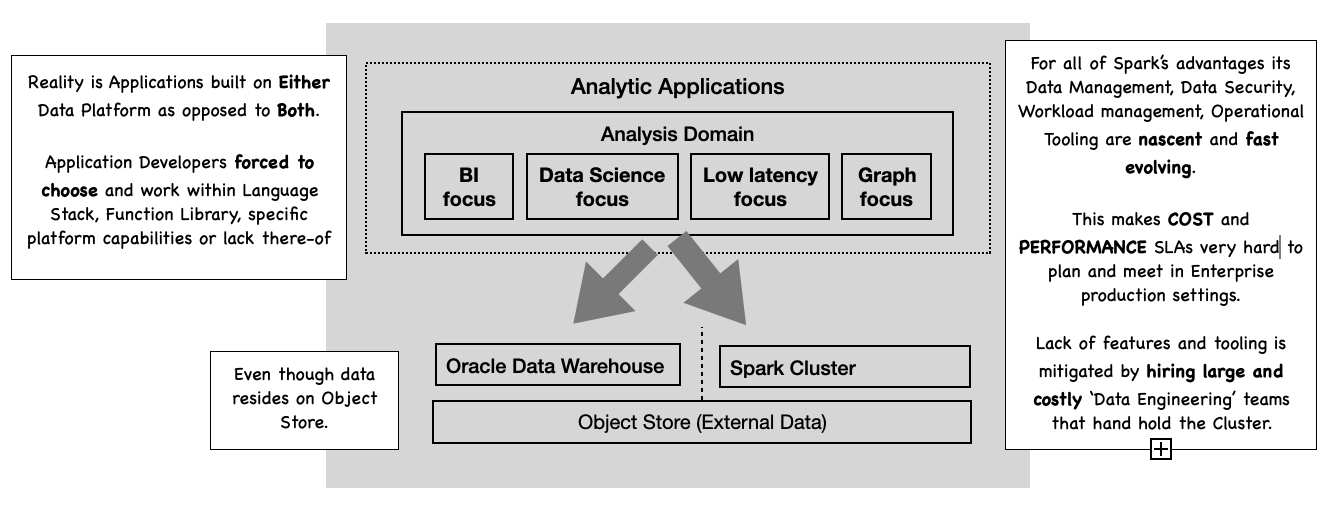 Reality is Applications built on Either
Data Platform as opposed to Both.
Application Developers forced to
choose and work within Language
Stack, Function Library, specific
platform capabilities or lack there-of
Analytic Applications
Analysis Domain
BI
focus
Data Science
focus
Low latency
focus
Graph
focus
For all of Spark's advantages its
Data Management, Data Security,
Workload management, Operational
Tooling are nascent and fast
evolving.
This makes COST and
PERFORMANCE SLAs very hard to
plan and meet in Enterprise
production settings.
Lack of features and tooling is
mitigated by hiring large and
costly 'Data Engineering' teams
that hand hold the Cluster.
Even though data
resides on Object
Store.
Oracle Data Warehouse
Spark Cluster
Object Store (External Data)